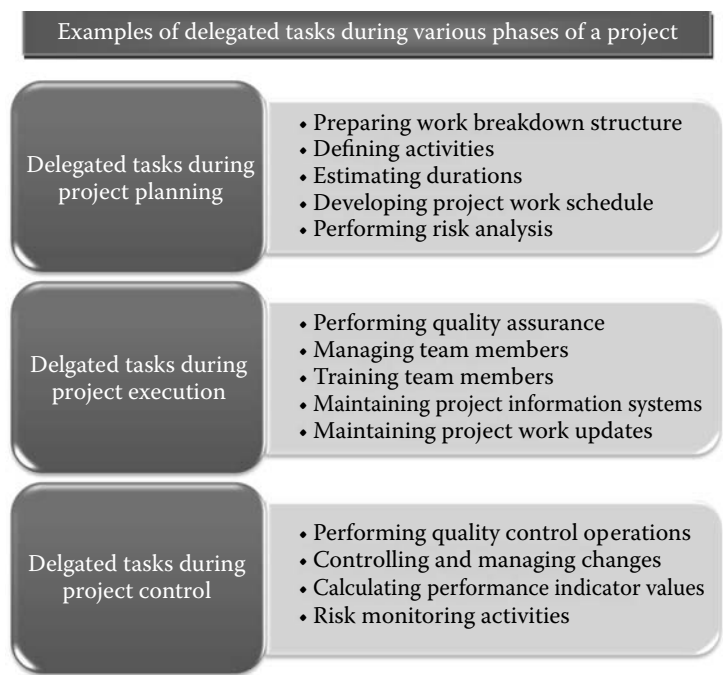 Examples of delegated tasks during various phases of a project
Delegated tasks during
project planning
• Preparing work breakdown structure
• Defining activities
• Estimating durations
• Developing project work schedule
• Performing risk analysis
Delgated tasks during
project execution
• Performing quality assurance
• Managing team members
• Training team members
• Maintaining project information systems
• Maintaining project work updates
Delgated tasks during
project control
• Performing quality control operations
• Controlling and managing changes
• Calculating performance indicator values
• Risk monitoring activities